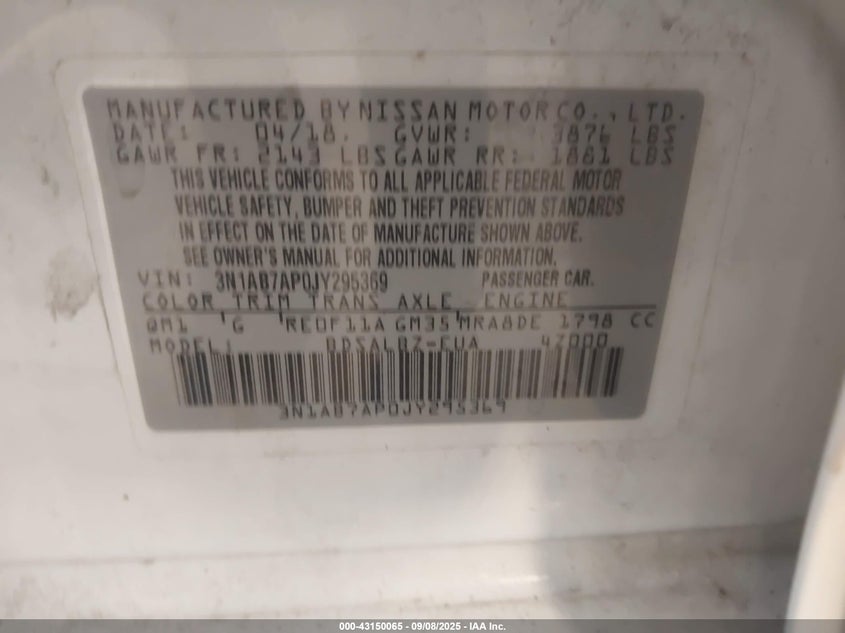 MANUFACTURED BY NISSAN MOTOR CO., LTD.
DATE: 04/18. GVWR: 3876 LBS
GAWR FR: 2143 LBS GAWR RR: 1881 LBS
THIS VEHICLE CONFORMS TO ALL APPLICABLE FEDERAL MOTOR
VEHICLE SAFETY, BUMPER AND THEFT PREVENTION STANDARDS
IN EFFECT ON THE DATE OF MANUFACTURE SHOWN ABOVE.
SEE OWNER'S MANUAL FOR ADDITIONAL INFORMATION.
VIN: 3N1AB7AP0JY295369 PASSENGER CAR.
COLOR TRIM TRANS AXLE ENGINE
QM1 'G 'RE0F11A GM35 'MRA8DE 1798 CC
MODEL: BDSALBZ-EUA 4Z000
3N1AB7AP0JY295369
000-43150065 - 09/08/2025 - IAA Inc.